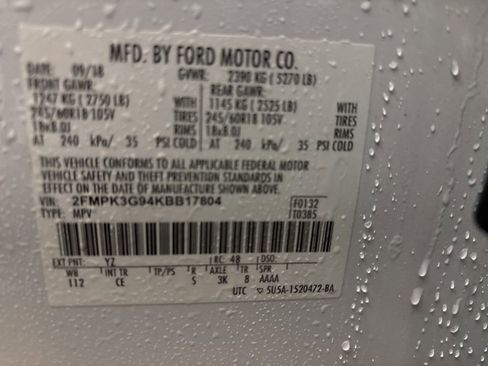 MFD. BY FORD MOTOR CO.
DATE: 09/18 GVWR: 2390 KG ( 5270 LB)
FRONT GAWR: REAR GAWR:
1247 KG ( 2750 LB) WITH 1145 KG ( 2525 LB) WITH
245/60R18 105V TIRES 245/60R18 105V TIRES
18x8.0J RIMS 18x8.0J RIMS
AT 240 kPa/ 35 PSI COLD AT 240 kPa/ 35 PSI COLD
THIS VEHICLE CONFORMS TO ALL APPLICABLE FEDERAL MOTOR
VEHICLE SAFETY AND THEFT PREVENTION STANDARDS IN
EFFECT ON THE DATE OF MANUFACTURE SHOWN ABOVE.
VIN: 2FMPK3G94KBB17804 F0132
TYPE: MPV T0385
EXT PNT: YZ RC: 48 DSO:
WB INT TR TP/PS R AXLE TR SPR
112 CE S 3K 8 AAAA
UTC ▽ 5U5A-1520472-BA